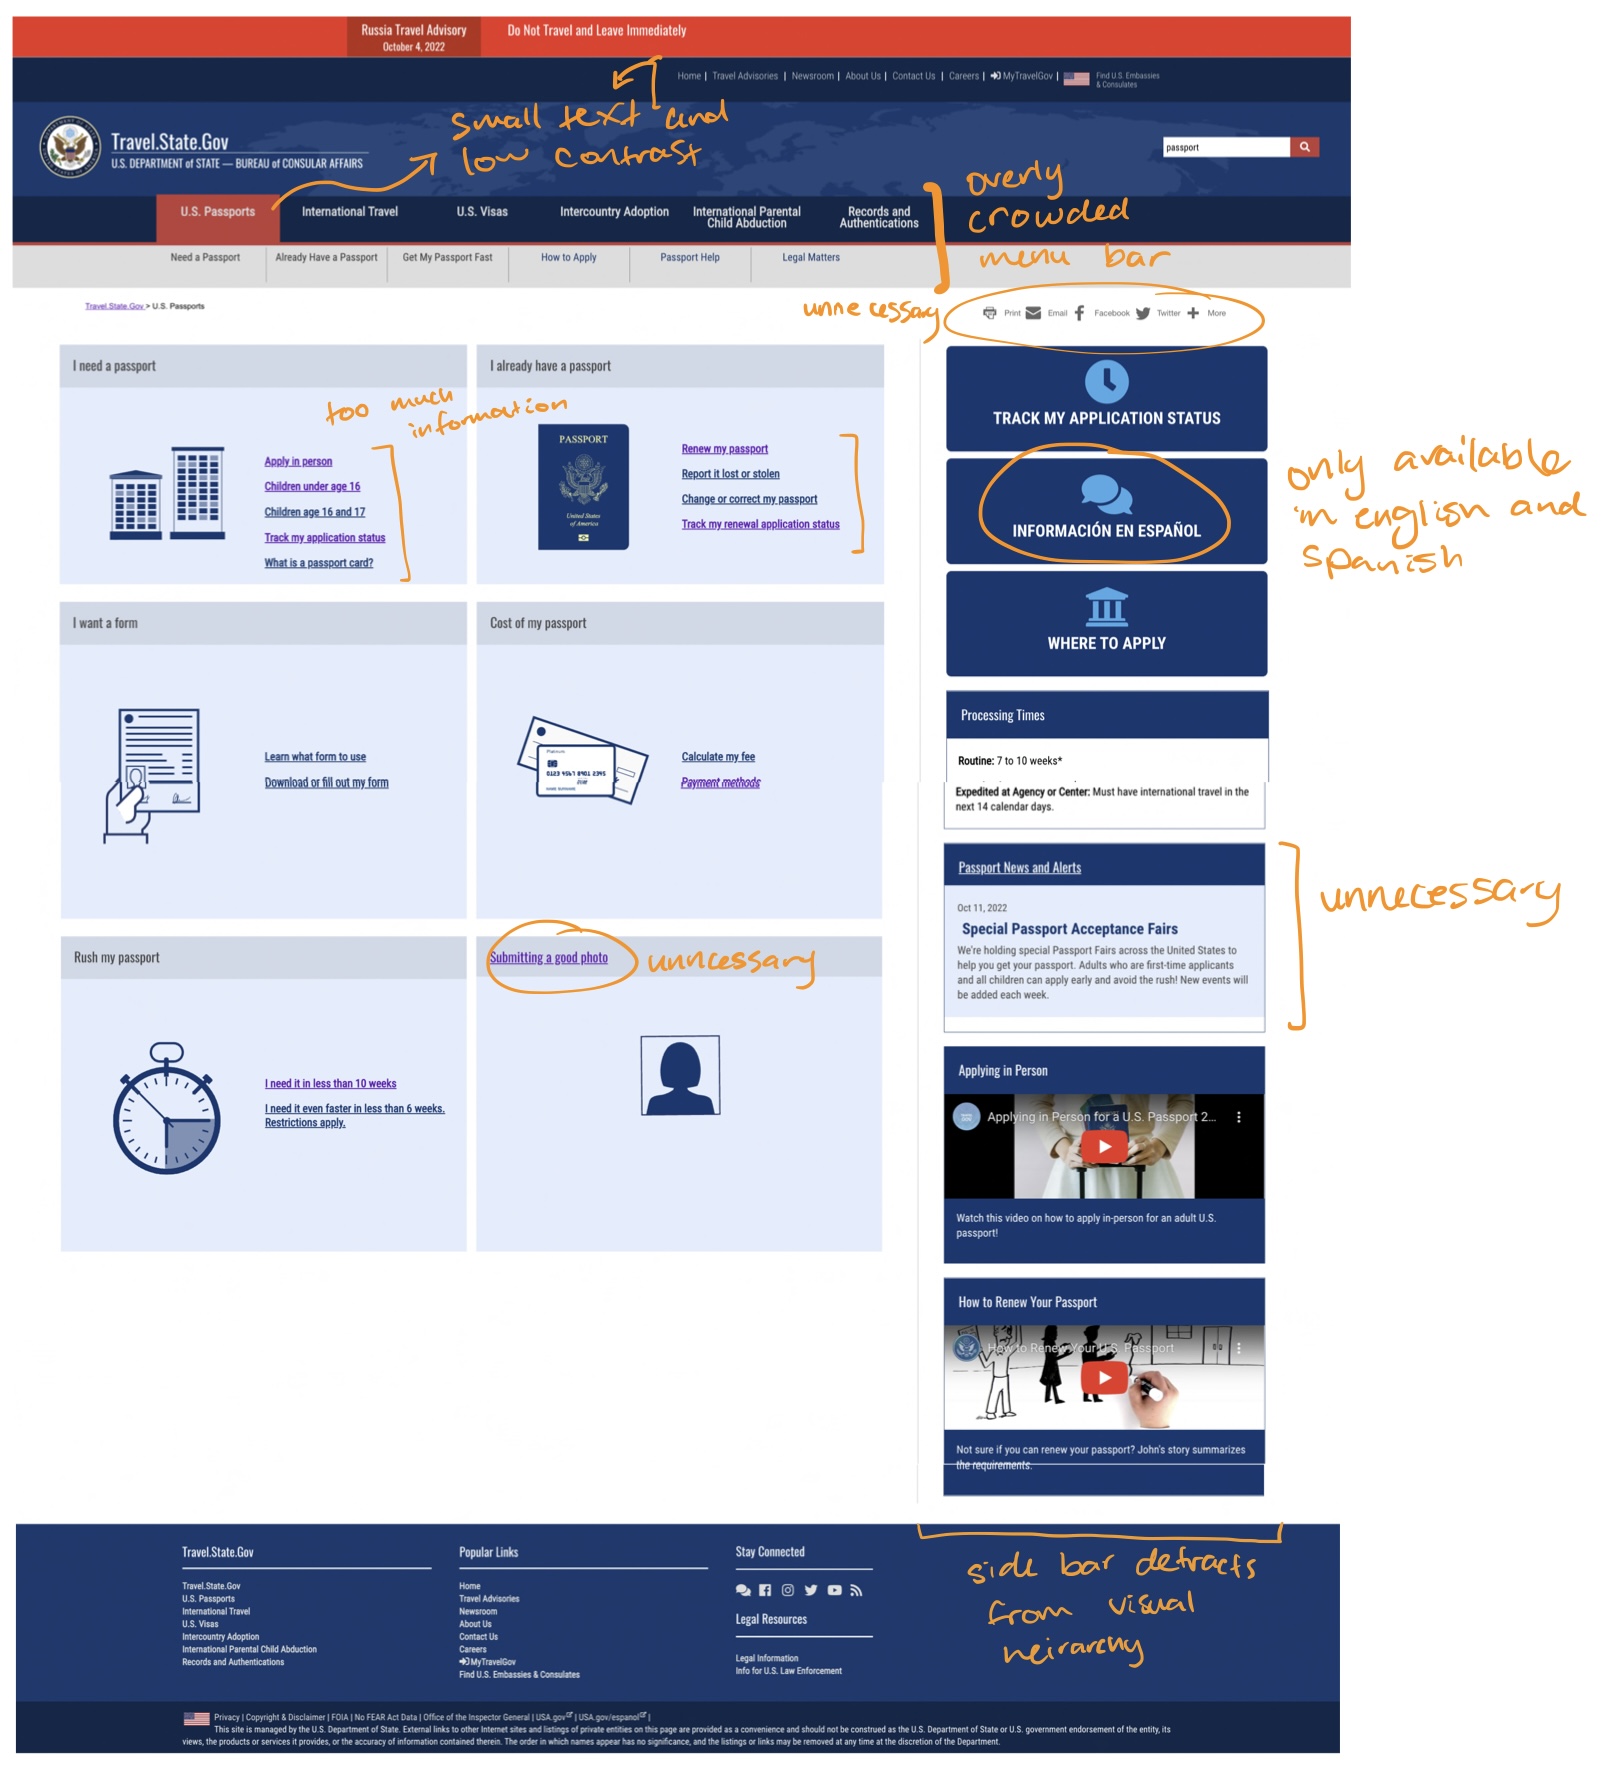 Russia Travel Advisory
October 4, 2022
Do Not Travel and Leave Immediately
Home | Travel Advisories | Newsroom | About Us | Contact Us | Careers | MyTravelGov | Find U.S. Embassies
& Consulates
small text and
low contrast
Travel.State.Gov
U.S. DEPARTMENT of STATE — BUREAU of CONSULAR AFFAIRS
passport
overly
crowded
menu bar
U.S. Passports
International Travel
U.S. Visas
Intercountry Adoption
International Parental
Child Abduction
Records and
Authentications
Need a Passport
Already Have a Passport
Get My Passport Fast
How to Apply
Passport Help
Legal Matters
Travel.State.Gov > U.S. Passports
unnecessary
Print Email Facebook Twitter More
I need a passport
too much
information
Apply in person
Children under age 16
Children age 16 and 17
Track my application status
What is a passport card?
I already have a passport
PASSPORT
United States
of America
Renew my passport
Report it lost or stolen
Change or correct my passport
Track my renewal application status
TRACK MY APPLICATION STATUS
INFORMACIÓN EN ESPAÑOL
only available
in english and
spanish
WHERE TO APPLY
I want a form
Learn what form to use
Download or fill out my form
Cost of my passport
Platinum
0123 4567 8901 2345
NAME SURNAME
Calculate my fee
Payment methods
Processing Times
Routine: 7 to 10 weeks*
Expedited at Agency or Center: Must have international travel in the
next 14 calendar days.
Passport News and Alerts
Oct 11, 2022
Special Passport Acceptance Fairs
We're holding special Passport Fairs across the United States to
help you get your passport. Adults who are first-time applicants
and all children can apply early and avoid the rush! New events will
be added each week.
unnecessary
Rush my passport
I need it in less than 10 weeks
I need it even faster in less than 6 weeks.
Restrictions apply.
Submitting a good photo
unncessary
Applying in Person
Applying in Person for a U.S. Passport 2...
Watch this video on how to apply in-person for an adult U.S.
passport!
How to Renew Your Passport
How to Renew Your U.S. Passport
Not sure if you can renew your passport? John's story summarizes
the requirements.
side bar detracts
from visual
heirarchy
Travel.State.Gov
Travel.State.Gov
U.S. Passports
International Travel
U.S. Visas
Intercountry Adoption
International Parental Child Abduction
Records and Authentications
Popular Links
Home
Travel Advisories
Newsroom
About Us
Contact Us
Careers
MyTravelGov
Find U.S. Embassies & Consulates
Stay Connected
Legal Resources
Legal Information
Info for U.S. Law Enforcement
Privacy | Copyright & Disclaimer | FOIA | No FEAR Act Data | Office of the Inspector General | USA.gov | USA.gov/espanol |
This site is managed by the U.S. Department of State. External links to other Internet sites and listings of private entities on this page are provided as a convenience and should not be construed as the U.S. Department of State or U.S. government endorsement of the entity, its
views, the products or services it provides, or the accuracy of information contained therein. The order in which names appear has no significance, and the listings or links may be removed at any time at the discretion of the Department.